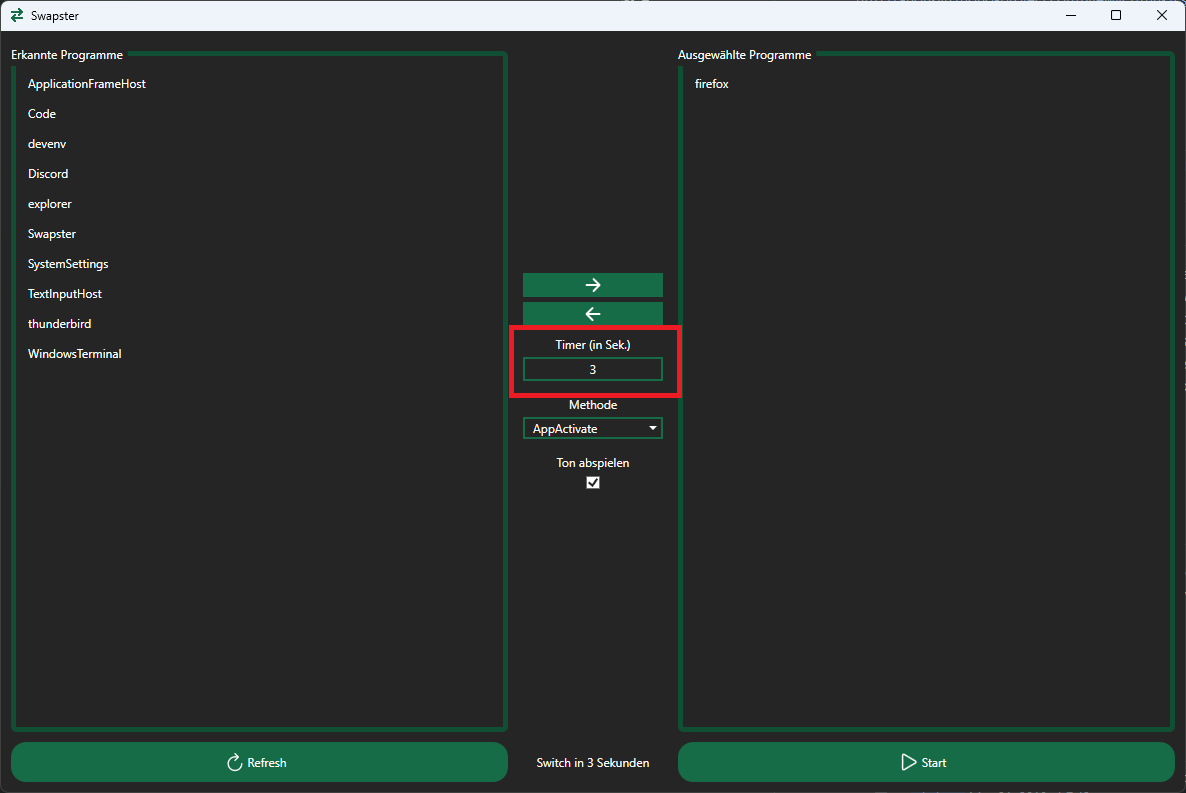 Swapster
Erkannte Programme
ApplicationFrameHost
Code
devenv
Discord
explorer
Swapster
SystemSettings
TextInputHost
thunderbird
WindowsTerminal
Timer (in Sek.)
3
Methode
AppActivate
Ton abspielen
Ausgewählte Programme
firefox
Refresh
Switch in 3 Sekunden
Start